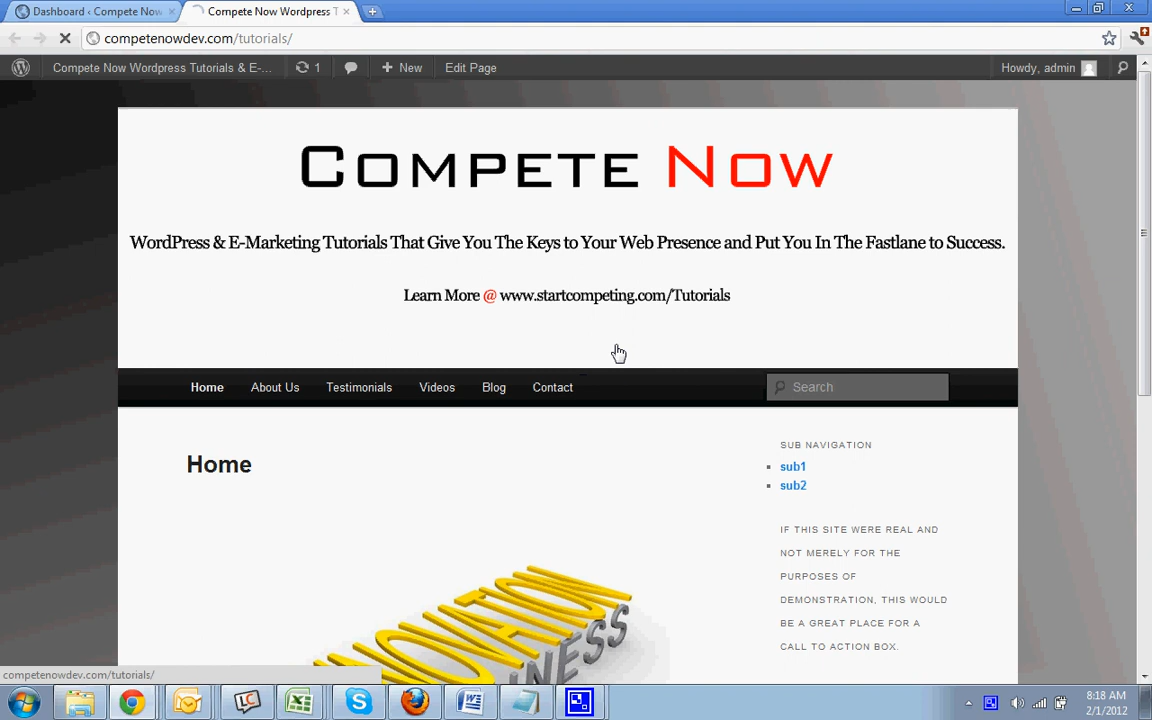 Dashboard ‹ Compete Now
Compete Now Wordpress T
competenowdev.com/tutorials/
Compete Now Wordpress Tutorials & E-...
1
New
Edit Page
Howdy, admin
Compete Now
WordPress & E-Marketing Tutorials That Give You The Keys to Your Web Presence and Put You In The Fastlane to Success.
Learn More @ www.startcompeting.com/Tutorials
Home
About Us
Testimonials
Videos
Blog
Contact
Search
Home
SUB NAVIGATION
sub1
sub2
IF THIS SITE WERE REAL AND
NOT MERELY FOR THE
PURPOSES OF
DEMONSTRATION, THIS WOULD
BE A GREAT PLACE FOR A
CALL TO ACTION BOX.
competenowdev.com/tutorials/
8:18 AM
2/1/2012